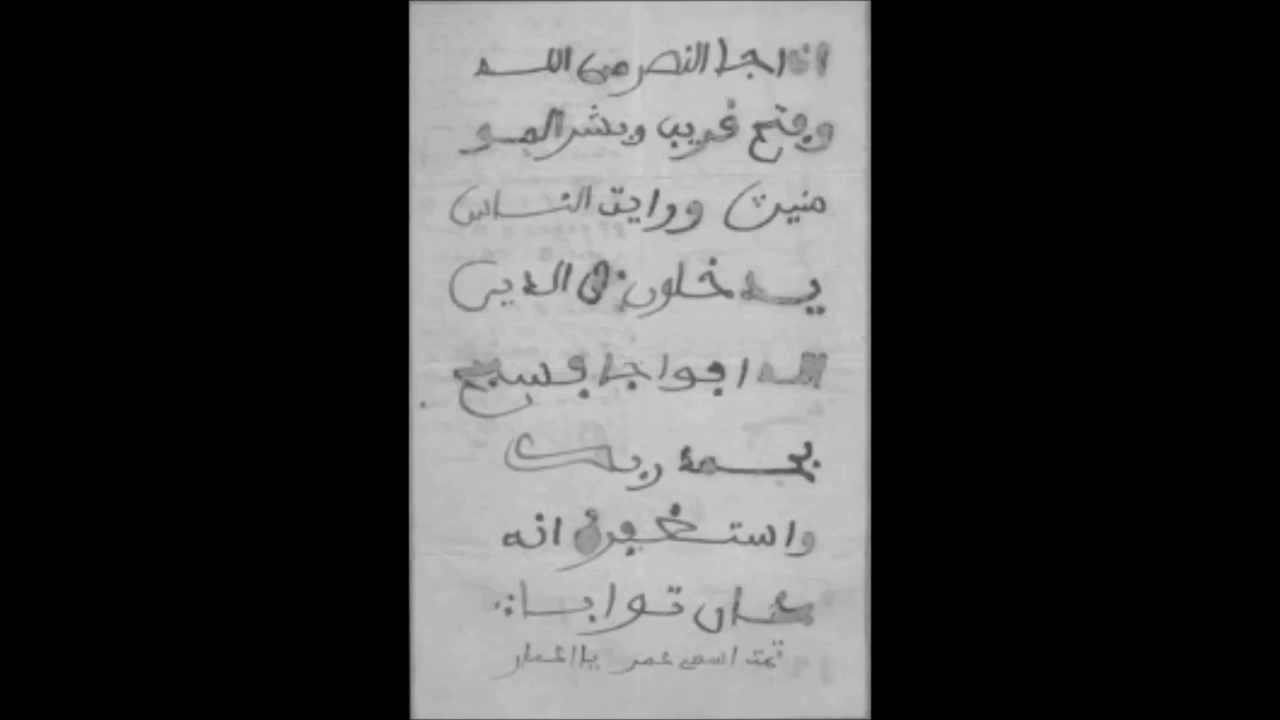 اذا جا النصر من الله
وفتح قريب وبشر المو
منين ورايت الناس
يدخلون في الدين
الله افواجا فسبح
بحمد ربك
واستغفره انه
كان توابا
تمت اسمي عمر